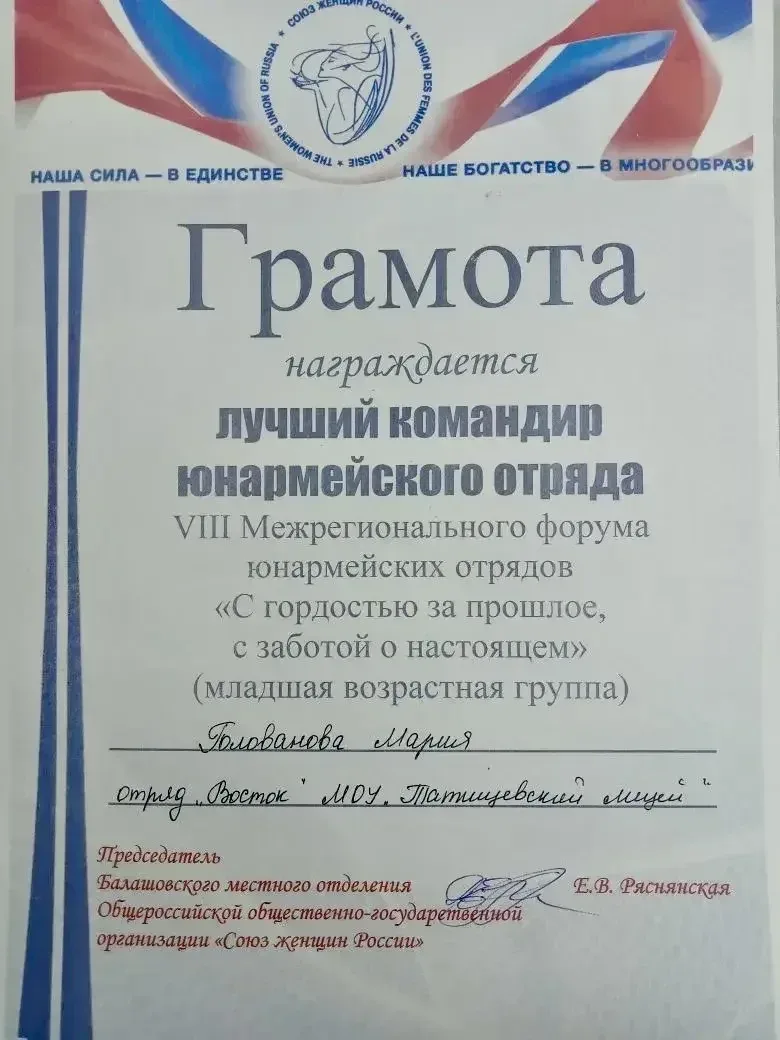 СОЮЗ ЖЕНЩИН РОССИИ * L'UNION DES FEMMES DE LA RUSSIE * THE WOMEN'S UNION OF RUSSIA *
НАША СИЛА — В ЕДИНСТВЕ НАШЕ БОГАТСТВО — В МНОГООБРАЗИ
Грамота
награждается
лучший командир
юнармейского отряда
VIII Межрегионального форума
юнармейских отрядов
«С гордостью за прошлое,
с заботой о настоящем»
(младшая возрастная группа)
Голованова Мария
отряд „Восток" МОУ „Татищевский лицей"
Председатель
Балашовского местного отделения Е.В. Ряснянская
Общероссийской общественно-государственной
организации «Союз женщин России»